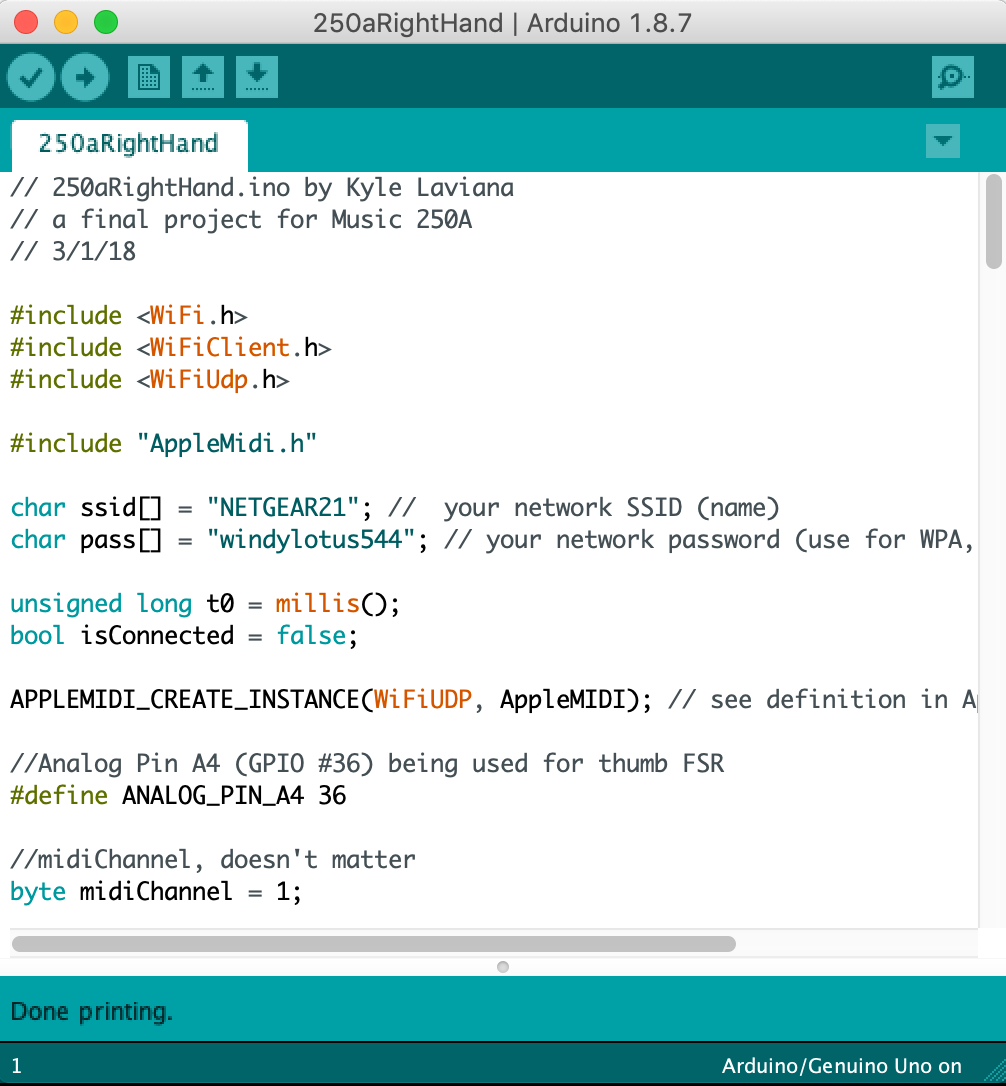 250aRightHand | Arduino 1.8.7
250aRightHand
// 250aRightHand.ino by Kyle Laviana
// a final project for Music 250A
// 3/1/18
#include <WiFi.h>
#include <WiFiClient.h>
#include <WiFiUdp.h>
#include "AppleMidi.h"
char ssid[] = "NETGEAR21"; //  your network SSID (name)
char pass[] = "windylotus544"; // your network password (use for WPA,
unsigned long t0 = millis();
bool isConnected = false;
APPLEMIDI_CREATE_INSTANCE(WiFiUDP, AppleMIDI); // see definition in A
//Analog Pin A4 (GPIO #36) being used for thumb FSR
#define ANALOG_PIN_A4 36
//midiChannel, doesn't matter
byte midiChannel = 1;
Done printing.
1 Arduino/Genuino Uno on